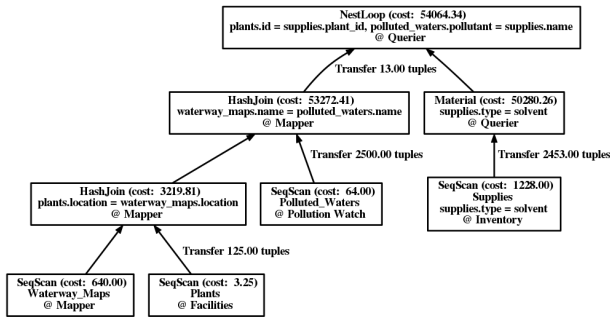 NestLoop (cost: 54064.34)
plants.id = supplies.plant_id, polluted_waters.pollutant = supplies.name
@ Querier
Transfer 13.00 tuples
HashJoin (cost: 53272.41)
waterway_maps.name = polluted_waters.name
@ Mapper
Material (cost: 50280.26)
supplies.type = solvent
@ Querier
Transfer 2500.00 tuples
Transfer 2453.00 tuples
HashJoin (cost: 3219.81)
plants.location = waterway_maps.location
@ Mapper
SeqScan (cost: 64.00)
Polluted_Waters
@ Pollution Watch
SeqScan (cost: 1228.00)
Supplies
supplies.type = solvent
@ Inventory
Transfer 125.00 tuples
SeqScan (cost: 640.00)
Waterway_Maps
@ Mapper
SeqScan (cost: 3.25)
Plants
@ Facilities